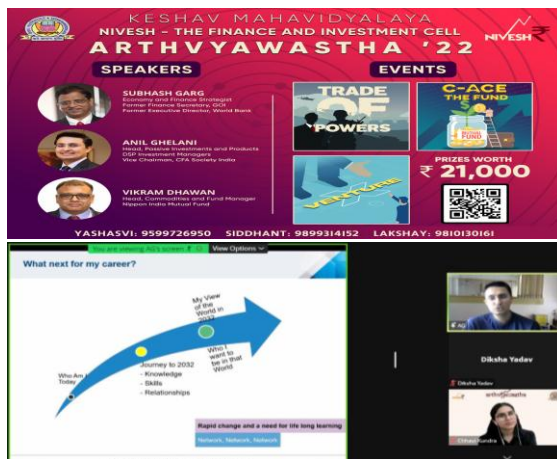 KESHAV MAHAVIDYALAYA
NIVESH - THE FINANCE AND INVESTMENT CELL
ARTHVYAWASTHA '22
NIVESH
SPEAKERS
SUBHASH GARG
Economy and Finance Strategist
Former Finance Secretary, GOI
Former Executive Director, World Bank
ANIL GHELANI
Head, Passive Investments and Products
DSP Investment Managers
Vice Chairman, CFA Society India
VIKRAM DHAWAN
Head, Commodities and Fund Manager
Nippon India Mutual Fund
EVENTS
TRADE
OF
POWERS
C-ACE
THE FUND
MUTUAL
FUND
VENTURE
PRIZES WORTH
₹ 21,000
YASHASVI: 9599726950 SIDDHANT: 9899314152 LAKSHAY: 9810130161
You are viewing AG's screen
View Options
What next for my career?
Who Am I
Today
Journey to 2032
- Knowledge
- Skills
- Relationships
My View
of the
World in
2032
Who I
want to
be in that
World
Rapid change and a need for life long learning
Network, Network, Network
AG
Diksha Yadav
Diksha Yadav